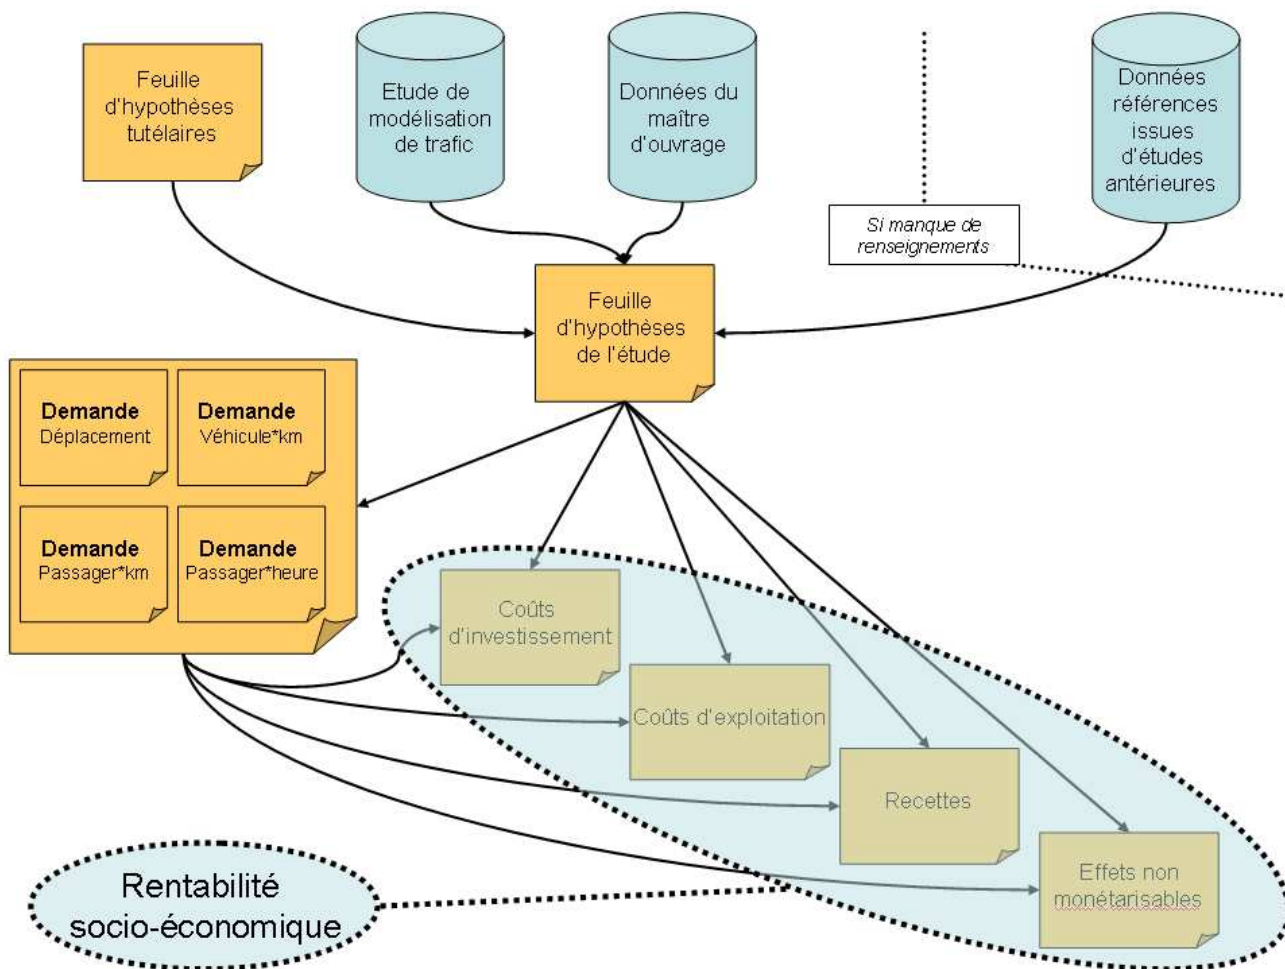 Feuille
d'hypothèses
tutélaires
Etude de
modélisation
de trafic
Données du
maître
d'ouvrage
Données
références
issues
d'études
antérieures
Si manque de
renseignements
Feuille
d'hypothèses
de l'étude
Demande
Déplacement
Demande
Véhicule*km
Demande
Passager*km
Demande
Passager*heure
Coûts
d'investissement
Coûts d'exploitation
Recettes
Effets non
monétarisables
Rentabilité
socio-économique